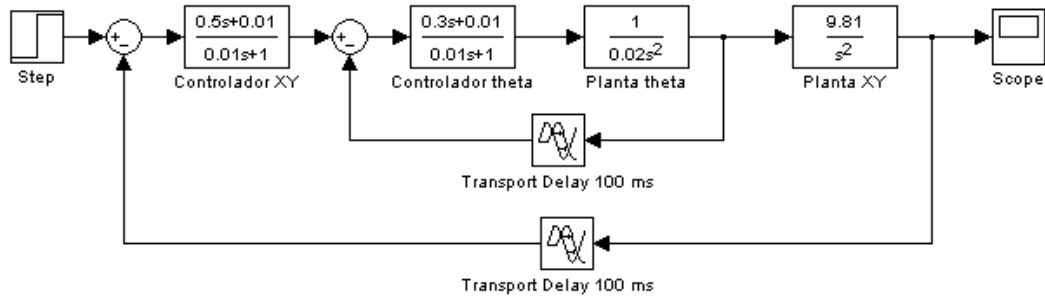 Step
+
−
0.5s+0.01
0.01s+1
Controlador XY
+
−
0.3s+0.01
0.01s+1
Controlador theta
1
0.02s²
Planta theta
9.81
s²
Planta XY
Scope
Transport Delay 100 ms
Transport Delay 100 ms